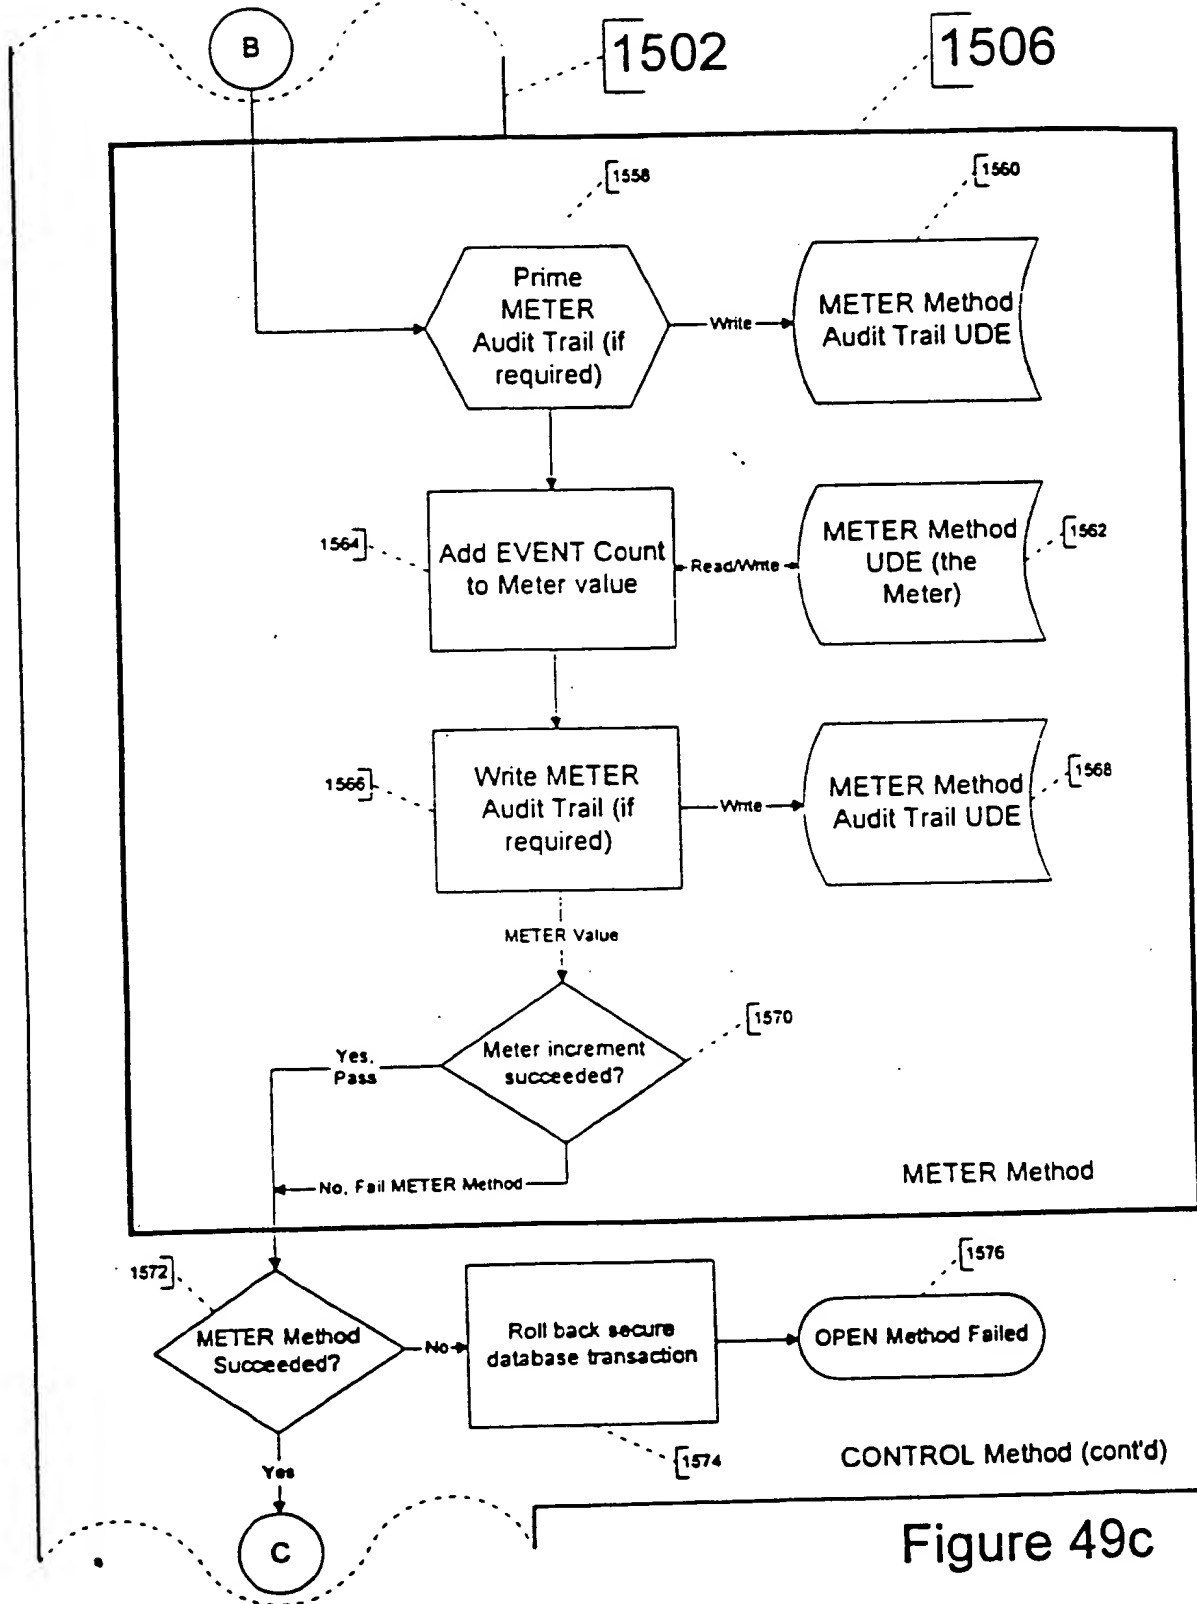 B
1502
1506
1558
1560
Prime
METER
Audit Trail (if
required)
Write
METER Method
Audit Trail UDE
1564
Add EVENT Count
to Meter value
Read/Write
METER Method
UDE (the
Meter)
1562
1566
Write METER
Audit Trail (if
required)
Write
METER Method
Audit Trail UDE
1568
METER Value
1570
Meter increment
succeeded?
Yes,
Pass
No, Fail METER Method
METER Method
1572
METER Method
Succeeded?
No
Roll back secure
database transaction
1576
OPEN Method Failed
1574
Yes
CONTROL Method (cont'd)
C
Figure 49c